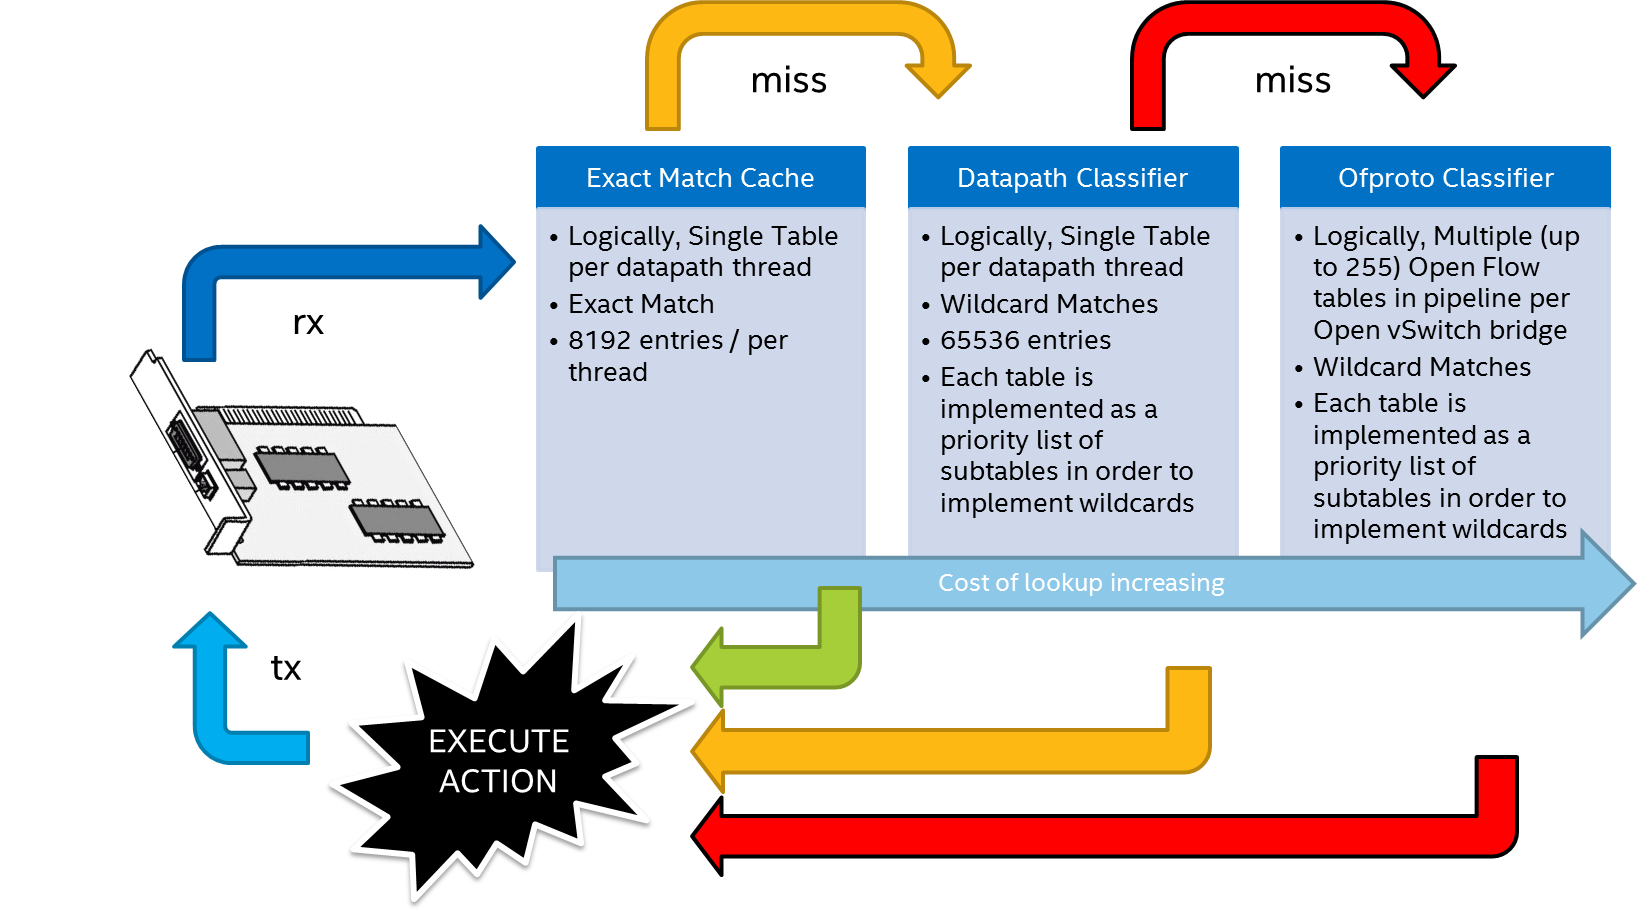 miss
miss
Exact Match Cache
• Logically, Single Table
per datapath thread
• Exact Match
• 8192 entries / per
thread
Datapath Classifier
• Logically, Single Table
per datapath thread
• Wildcard Matches
• 65536 entries
• Each table is
implemented as a
priority list of
subtables in order to
implement wildcards
Ofproto Classifier
• Logically, Multiple (up
to 255) Open Flow
tables in pipeline per
Open vSwitch bridge
• Wildcard Matches
• Each table is
implemented as a
priority list of
subtables in order to
implement wildcards
rx
Cost of lookup increasing
tx
EXECUTE
ACTION